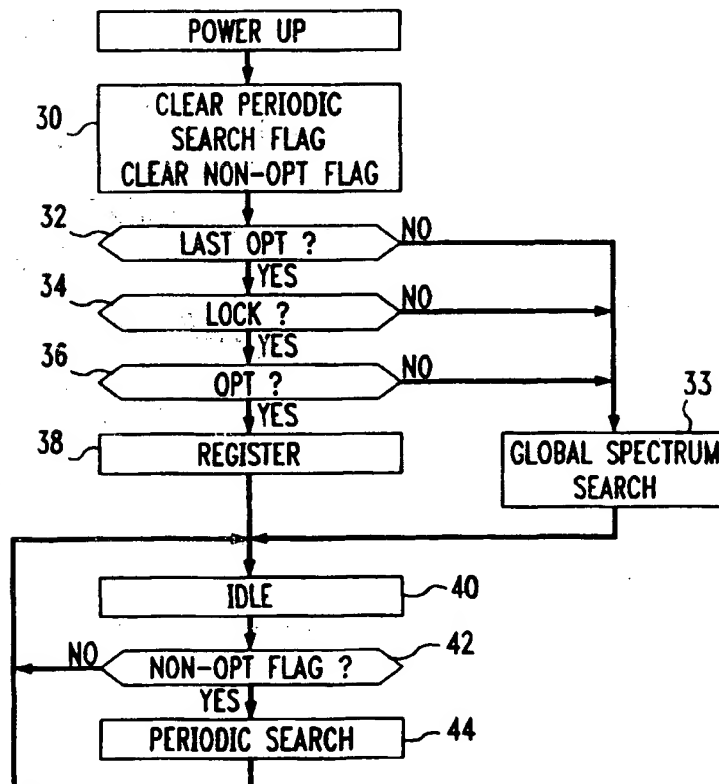 POWER UP
30
CLEAR PERIODIC
SEARCH FLAG
CLEAR NON-OPT FLAG
32
LAST OPT ?
NO
YES
34
LOCK ?
NO
YES
36
OPT ?
NO
YES
38
REGISTER
33
GLOBAL SPECTRUM
SEARCH
IDLE
40
NO
NON-OPT FLAG ?
42
YES
PERIODIC SEARCH
44